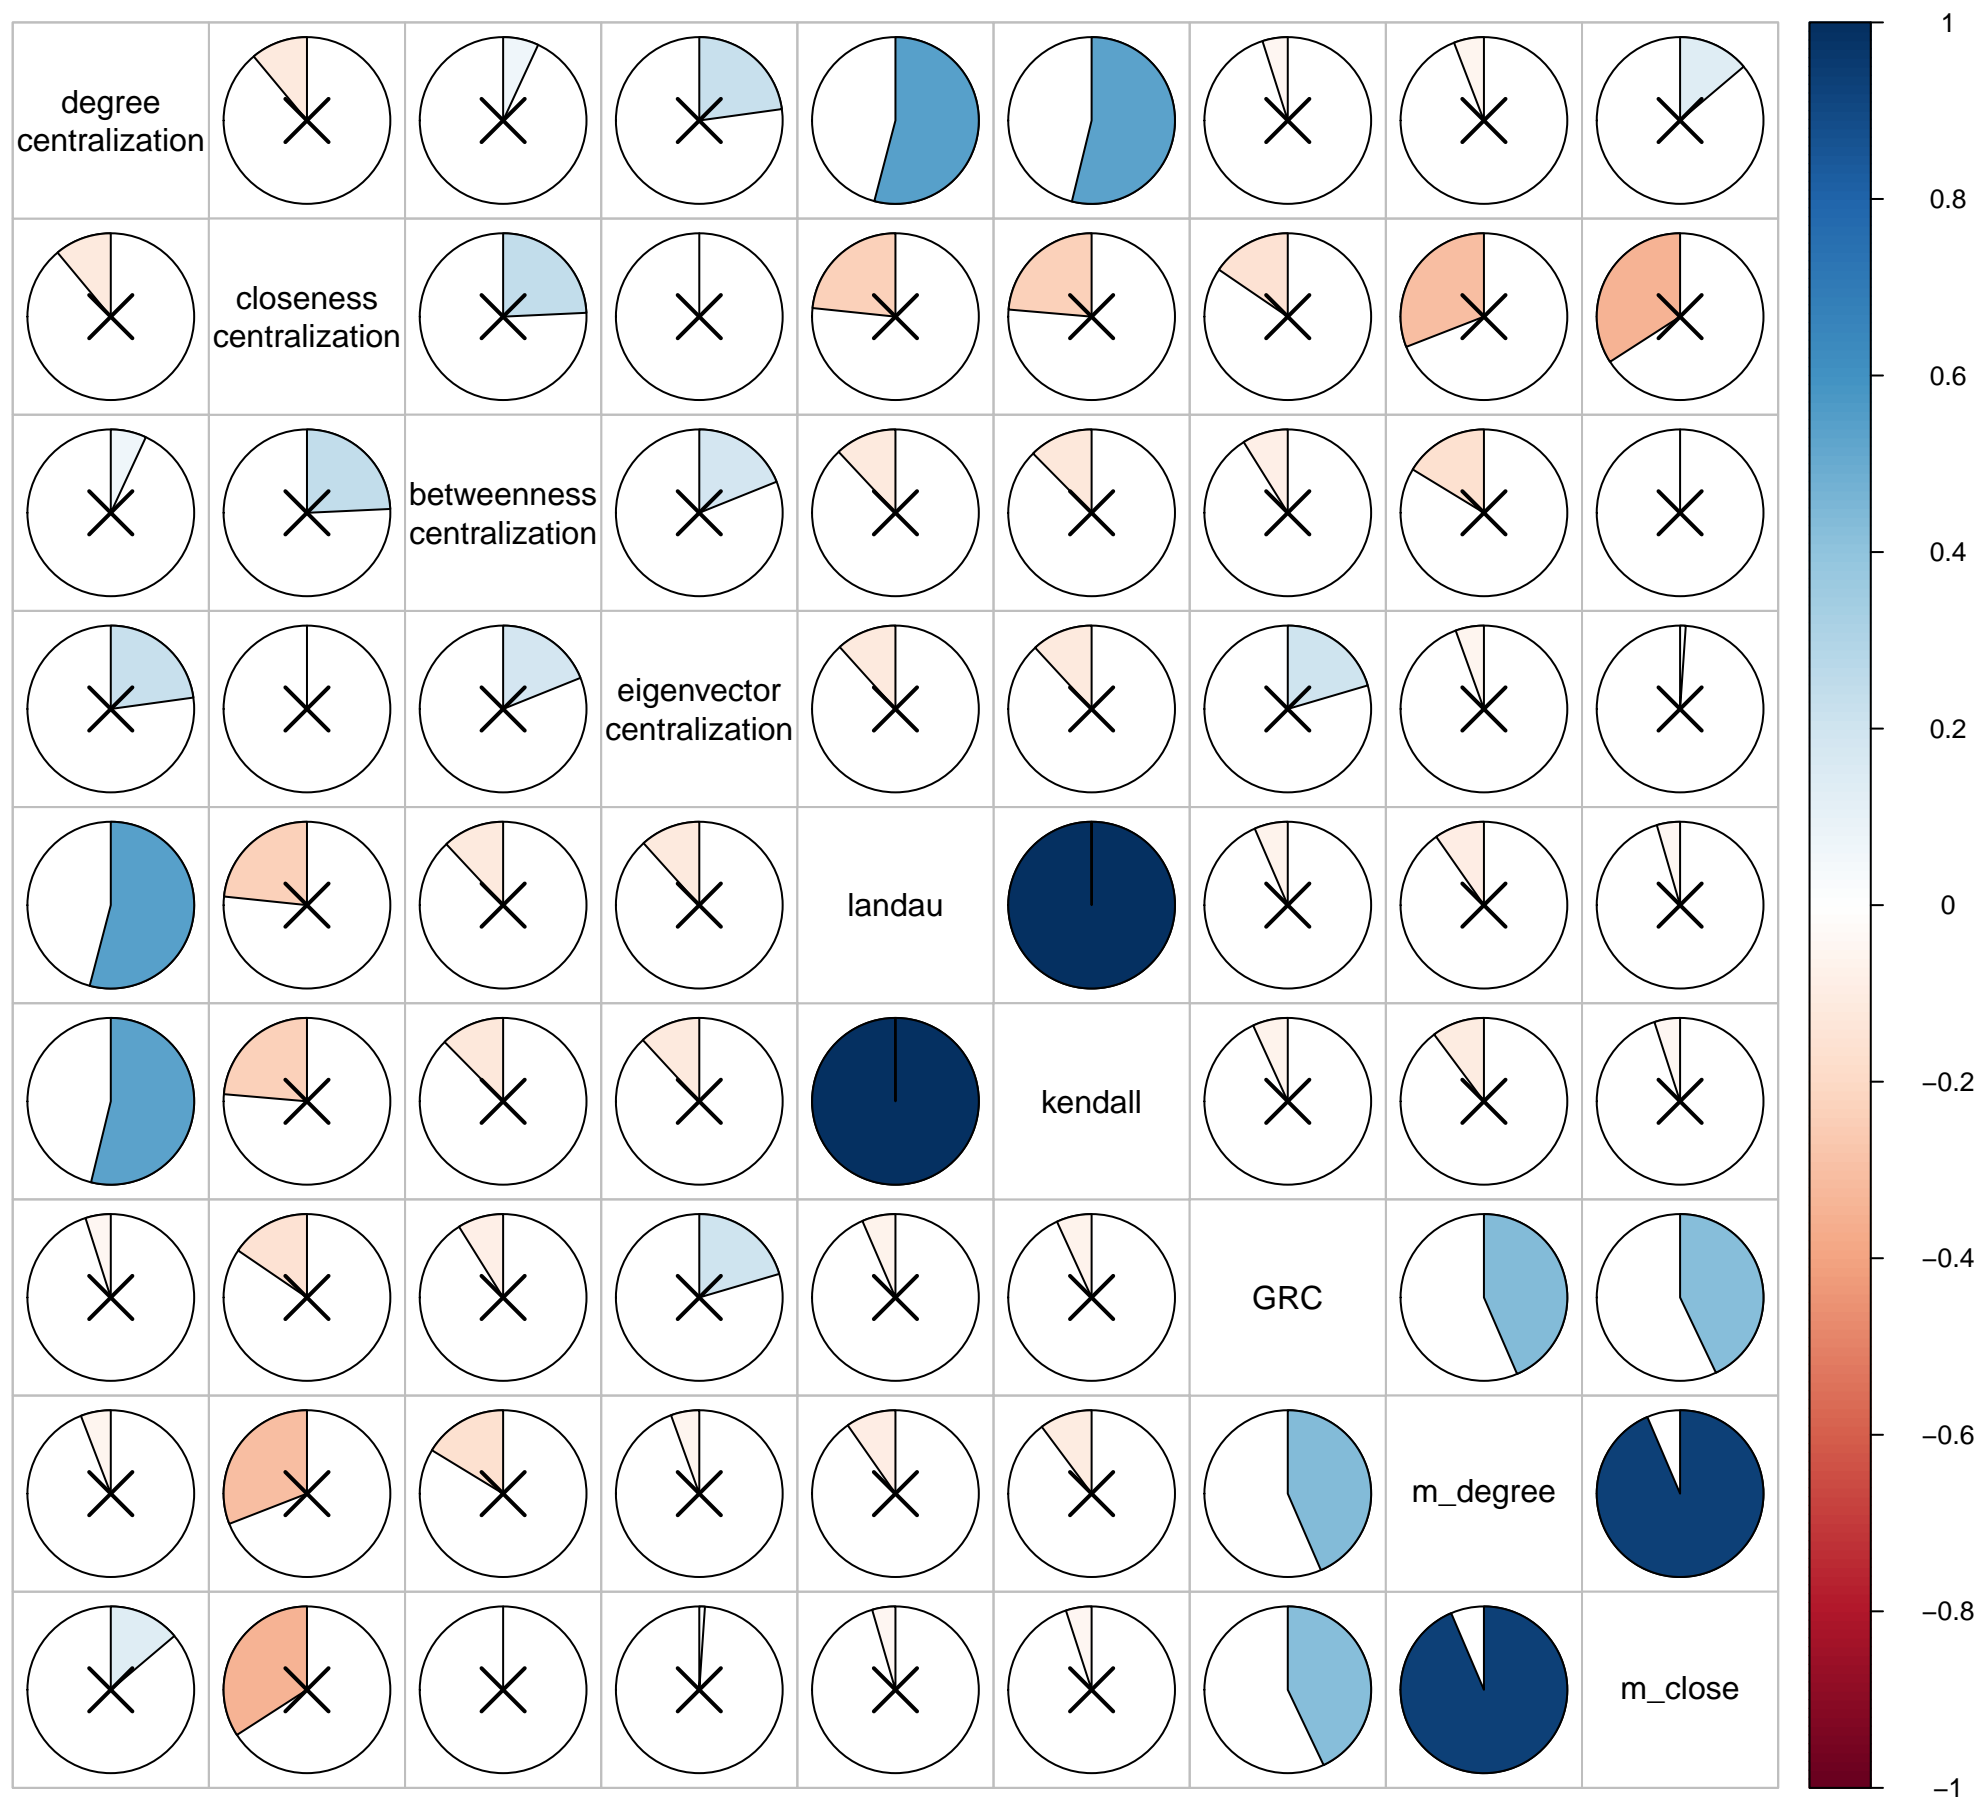 degree
centralization
closeness
centralization
betweenness
centralization
eigenvector
centralization
landau
kendall
GRC
m_degree
m_close
1
0.8
0.6
0.4
0.2
0
−0.2
−0.4
−0.6
−0.8
−1